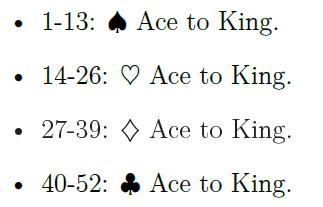 • 1-13: ♠ Ace to King.
• 14-26: ♡ Ace to King.
• 27-39: ♢ Ace to King.
• 40-52: ♣ Ace to King.